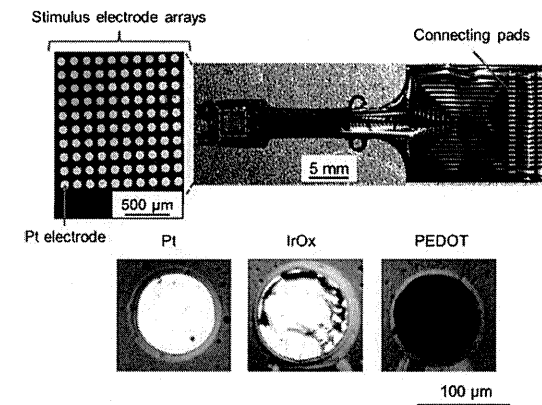 Stimulus electrode arrays
Connecting pads
5 mm
500 µm
Pt electrode
Pt
IrOx
PEDOT
100 µm